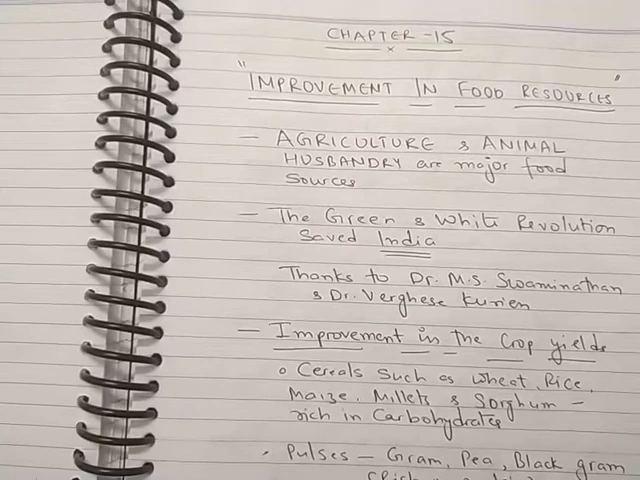 CHAPTER -15
"IMPROVEMENT IN FOOD RESOURCES"
- AGRICULTURE & ANIMAL
HUSBANDRY are major food
Sources
- The Green & White Revolution
Saved India
Thanks to Dr. M.S. Swaminathan
& Dr. Verghese Kurien
- Improvement in the Crop yields
o Cereals Such as Wheat, Rice,
Maize, Millets & Sorghum -
rich in Carbohydrates
• Pulses - Gram, Pea, Black gram